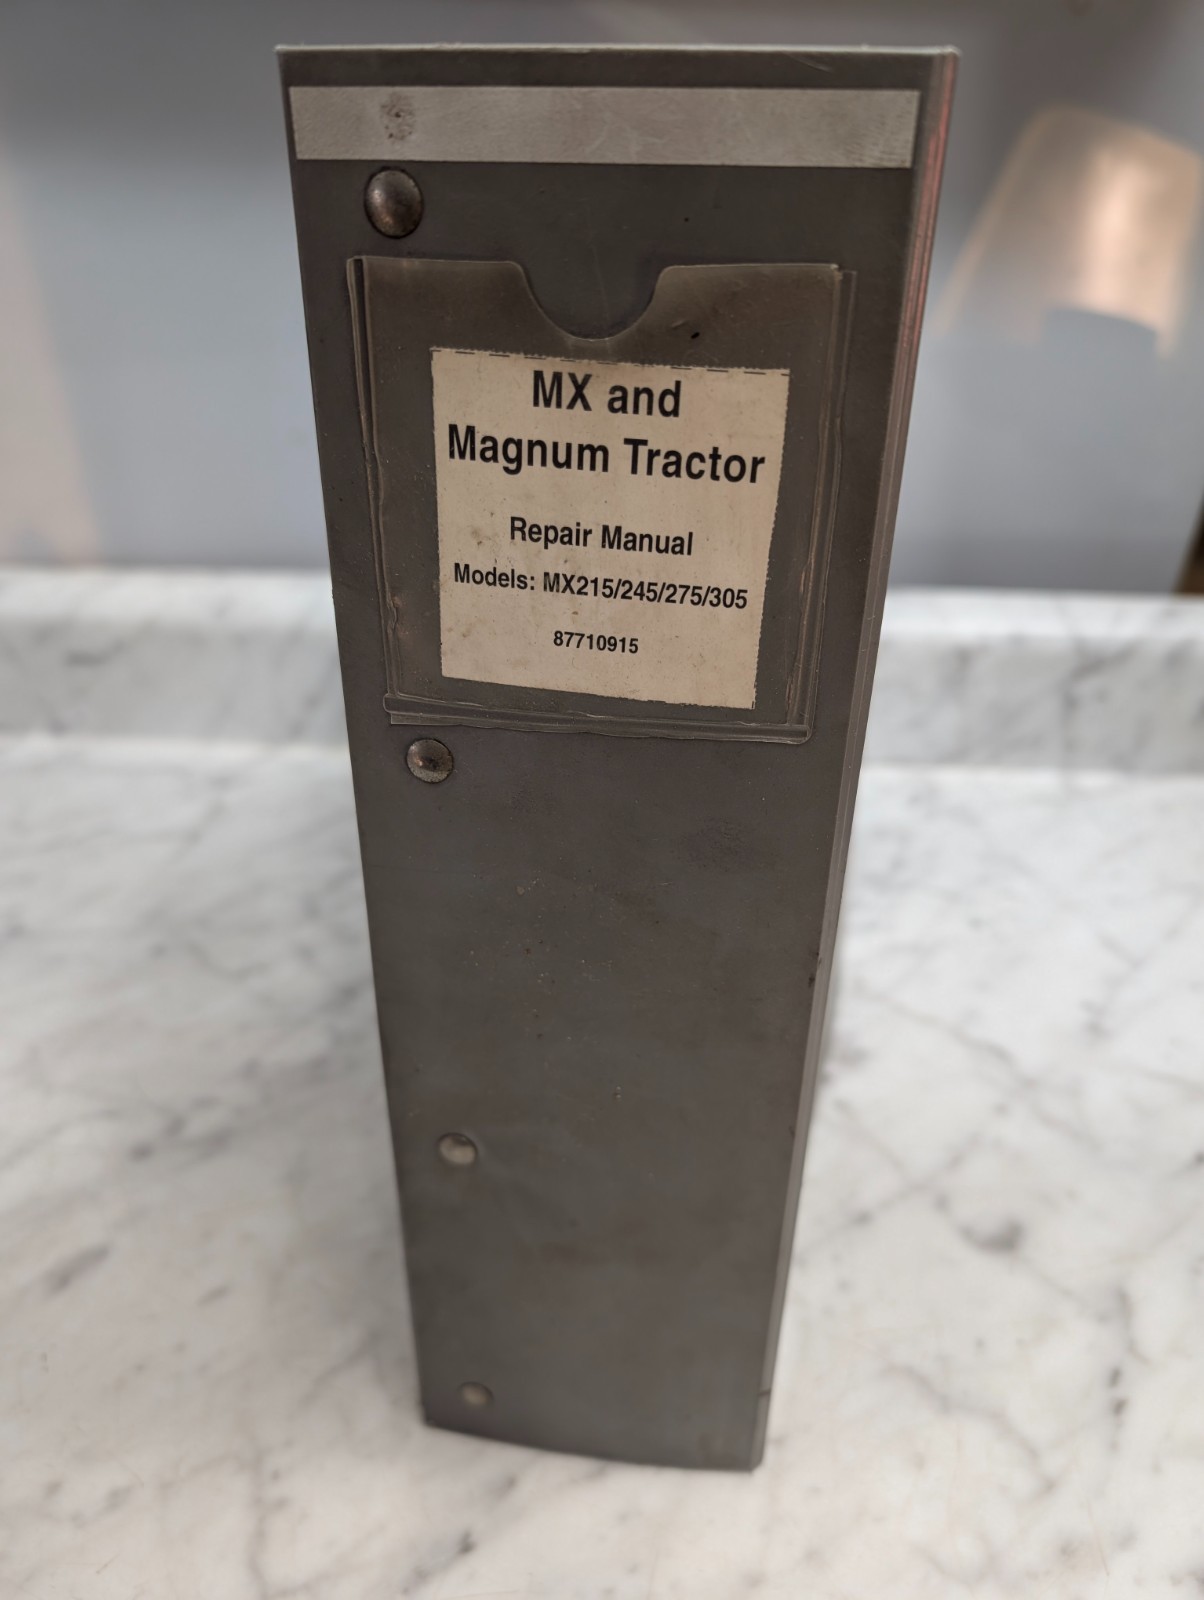 MX and
Magnum Tractor
Repair Manual
Models: MX215/245/275/305
87710915